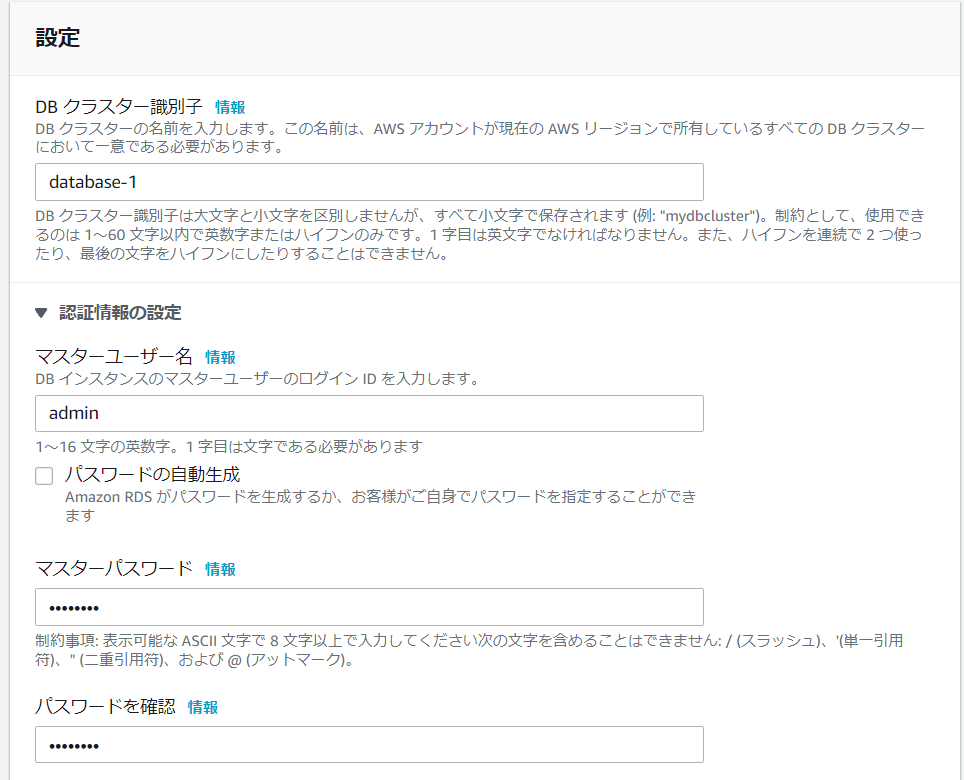 設定
DB クラスター識別子 情報
DB クラスターの名前を入力します。この名前は、AWS アカウントが現在の AWS リージョンで所有しているすべての DB クラスター
において一意である必要があります。
database-1
DB クラスター識別子は大文字と小文字を区別しませんが、すべて小文字で保存されます (例: "mydbcluster")。制約として、使用でき
るのは 1～60 文字以内で英数字またはハイフンのみです。1 字目は英文字でなければなりません。また、ハイフンを連続で 2 つ使っ
たり、最後の文字をハイフンにしたりすることはできません。
▼ 認証情報の設定
マスターユーザー名 情報
DB インスタンスのマスターユーザーのログイン ID を入力します。
admin
1～16 文字の英数字。1 字目は文字である必要があります
パスワードの自動生成
Amazon RDS がパスワードを生成するか、お客様がご自身でパスワードを指定することができ
ます
マスターパスワード 情報
••••••••
制約事項: 表示可能な ASCII 文字で 8 文字以上で入力してください次の文字を含めることはできません: / (スラッシュ)、'(単一引用
符)、" (二重引用符)、および @ (アットマーク)。
パスワードを確認 情報
••••••••